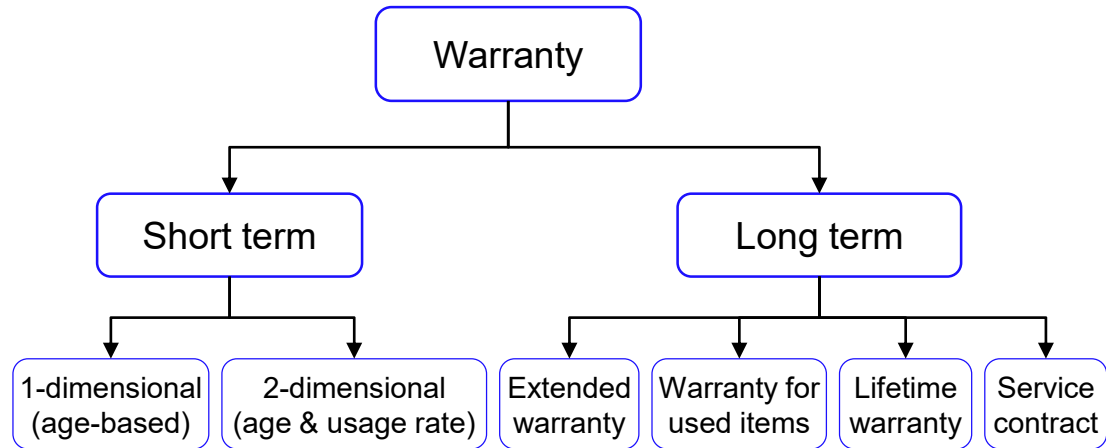 Warranty
Short term
Long term
1-dimensional
(age-based)
2-dimensional
(age & usage rate)
Extended
warranty
Warranty for
used items
Lifetime
warranty
Service
contract